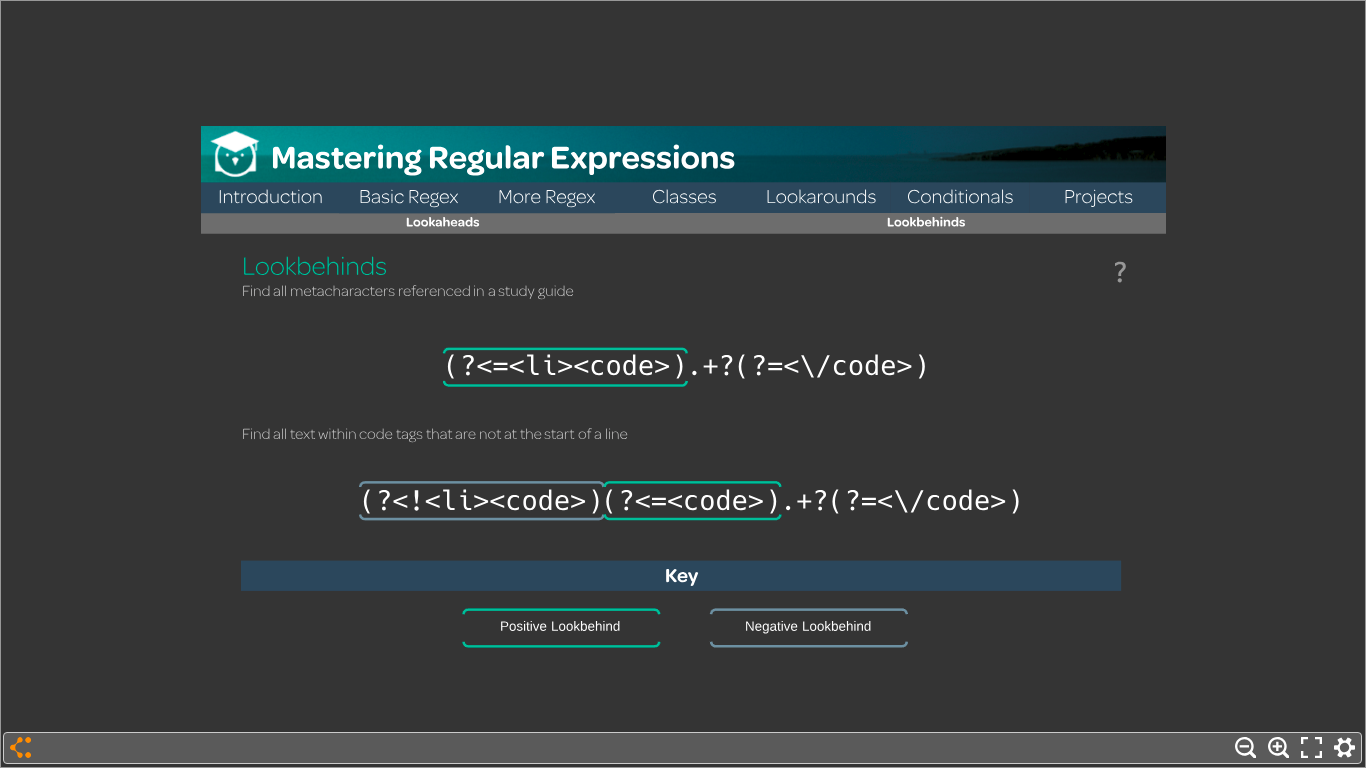 Mastering Regular Expressions
Introduction Basic Regex More Regex Classes Lookarounds Conditionals Projects
Lookaheads Lookbehinds
Lookbehinds
?
Find all metacharacters referenced in a study guide
(?<=<li><code>).+?(?=<\/code>)
Find all text within code tags that are not at the start of a line
(?<!<li><code>)(?<=<code>).+?(?=<\/code>)
Key
Positive Lookbehind Negative Lookbehind